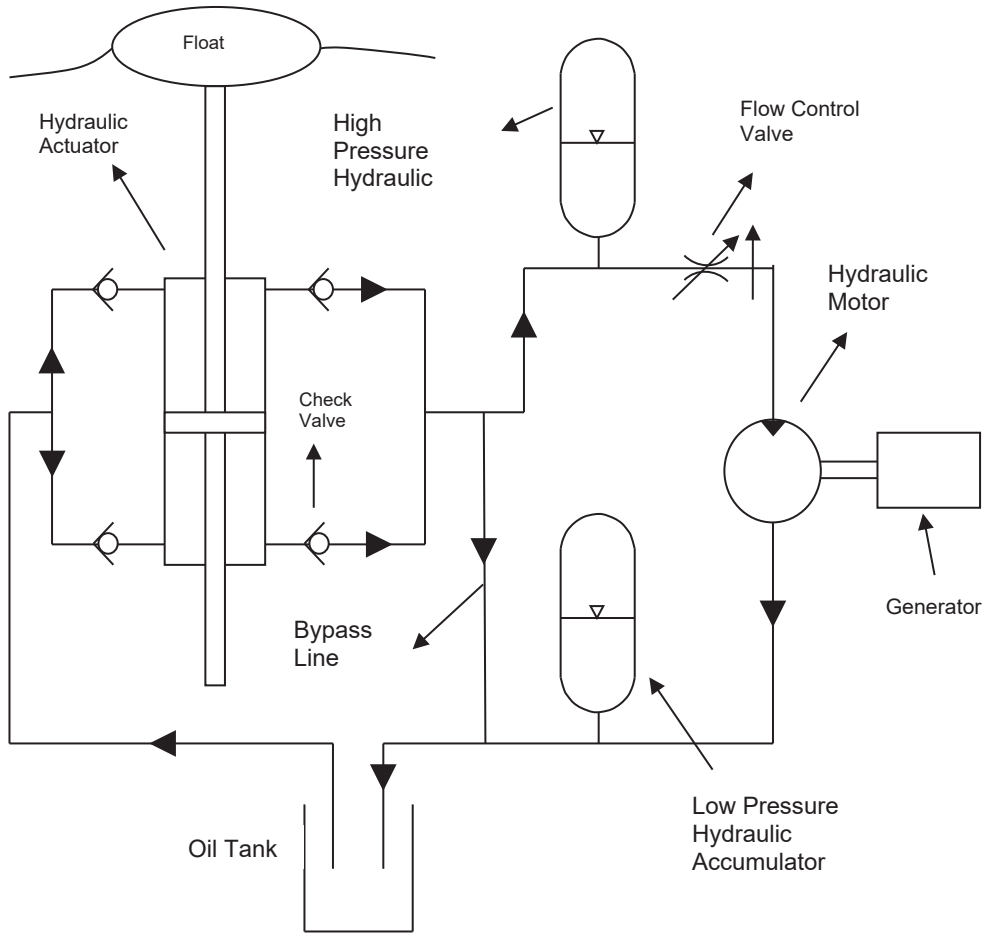 Float
Hydraulic
Actuator
High
Pressure
Hydraulic
Flow Control
Valve
Hydraulic
Motor
Check
Valve
Generator
Bypass
Line
Low Pressure
Hydraulic
Accumulator
Oil Tank